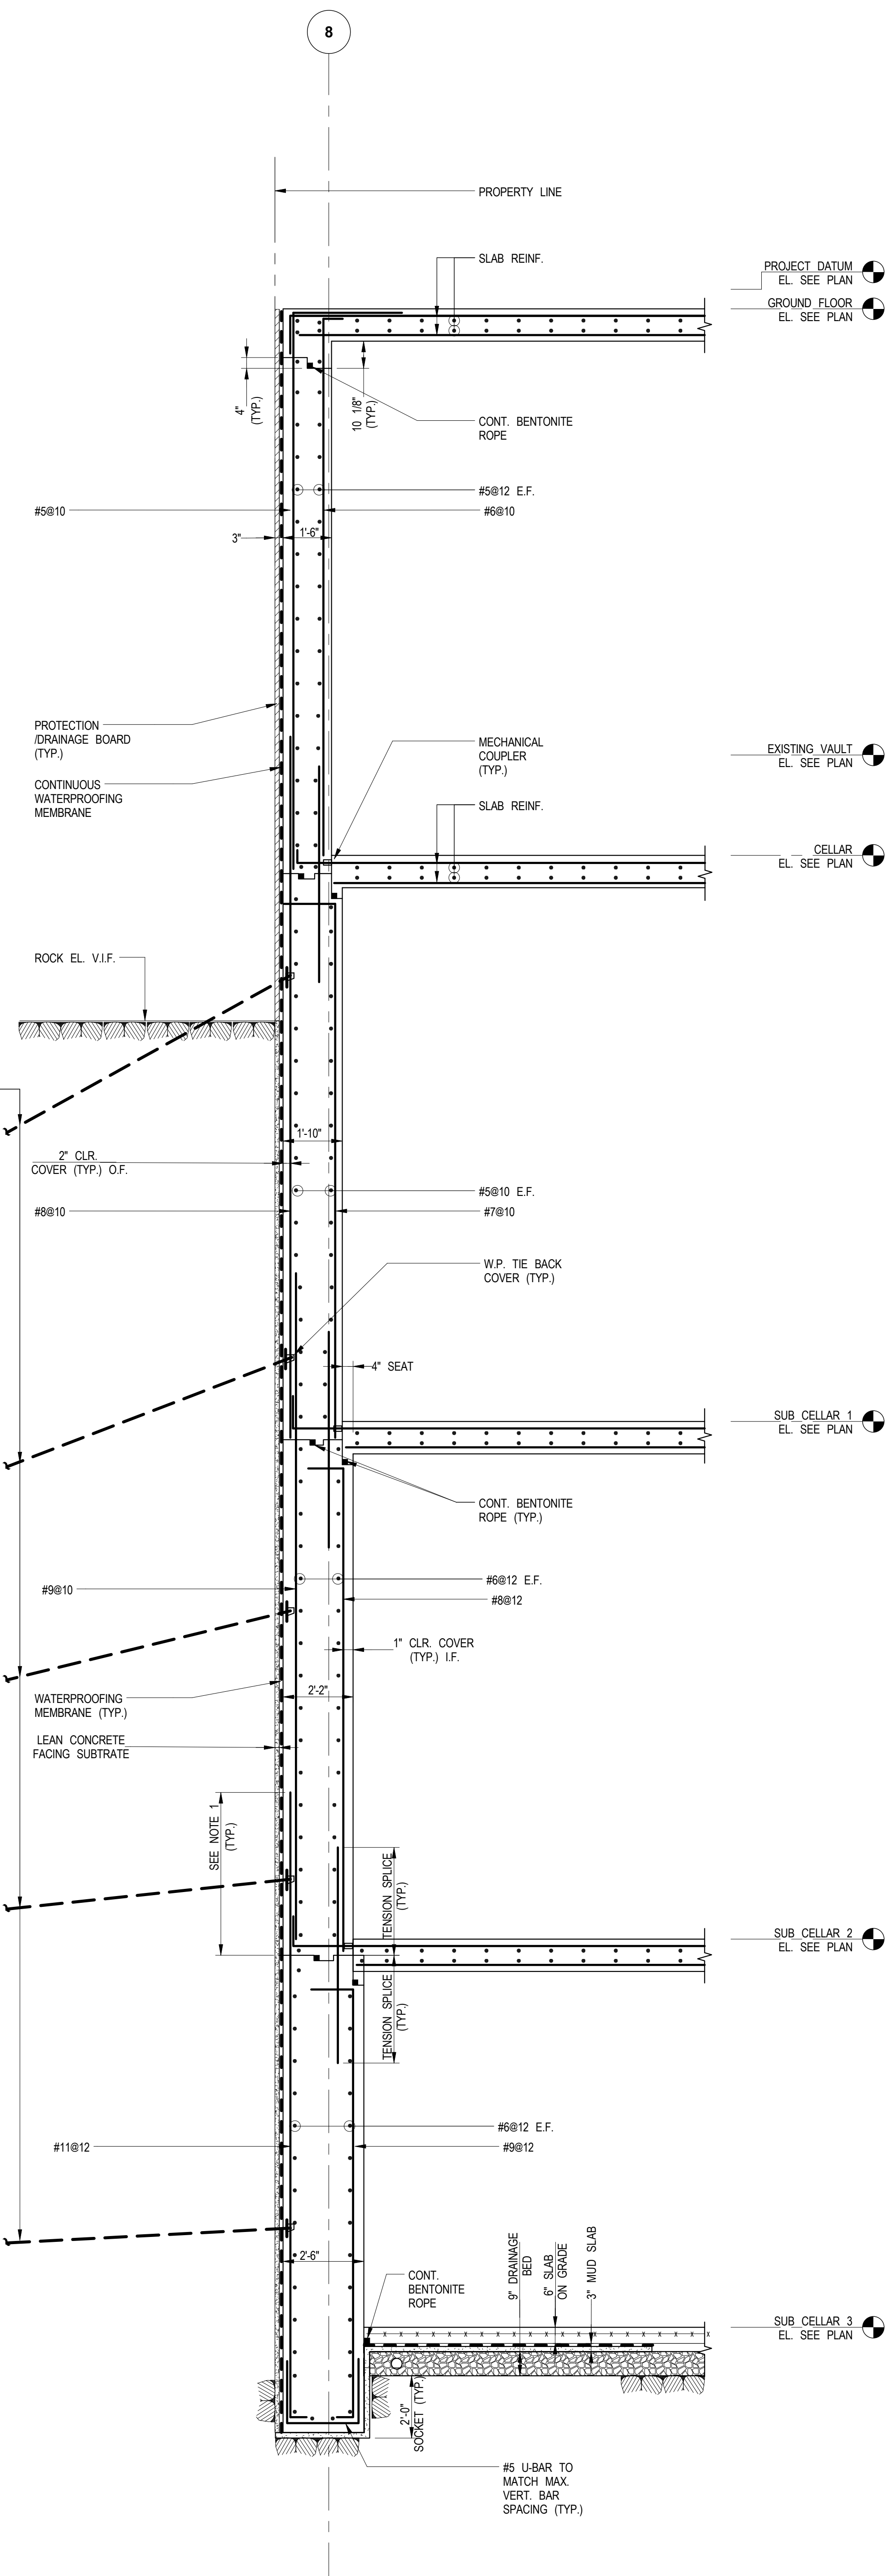 8
PROPERTY LINE
SLAB REINF.
PROJECT DATUM
EL. SEE PLAN
GROUND FLOOR
EL. SEE PLAN
4"
(TYP.)
10 1/8"
(TYP.)
CONT. BENTONITE
ROPE
#5@12 E.F.
#5@10
#6@10
3"
1'-6"
PROTECTION
/DRAINAGE BOARD
(TYP.)
MECHANICAL
COUPLER
(TYP.)
EXISTING VAULT
EL. SEE PLAN
CONTINUOUS
WATERPROOFING
MEMBRANE
SLAB REINF.
CELLAR
EL. SEE PLAN
ROCK EL. V.I.F.
1'-10"
2" CLR.
COVER (TYP.) O.F.
#5@10 E.F.
#8@10
#7@10
W.P. TIE BACK
COVER (TYP.)
4" SEAT
SUB CELLAR 1
EL. SEE PLAN
CONT. BENTONITE
ROPE (TYP.)
#6@12 E.F.
#9@10
#8@12
1" CLR. COVER
(TYP.) I.F.
2'-2"
WATERPROOFING
MEMBRANE (TYP.)
LEAN CONCRETE
FACING SUBTRATE
SEE NOTE 1
(TYP.)
TENSION SPLICE
(TYP.)
SUB CELLAR 2
EL. SEE PLAN
TENSION SPLICE
(TYP.)
#6@12 E.F.
#11@12
#9@12
2'-6"
CONT.
BENTONITE
ROPE
9" DRAINAGE
BED
6" SLAB
ON GRADE
3" MUD SLAB
SUB CELLAR 3
EL. SEE PLAN
2'-0"
SOCKET (TYP.)
#5 U-BAR TO
MATCH MAX.
VERT. BAR
SPACING (TYP.)